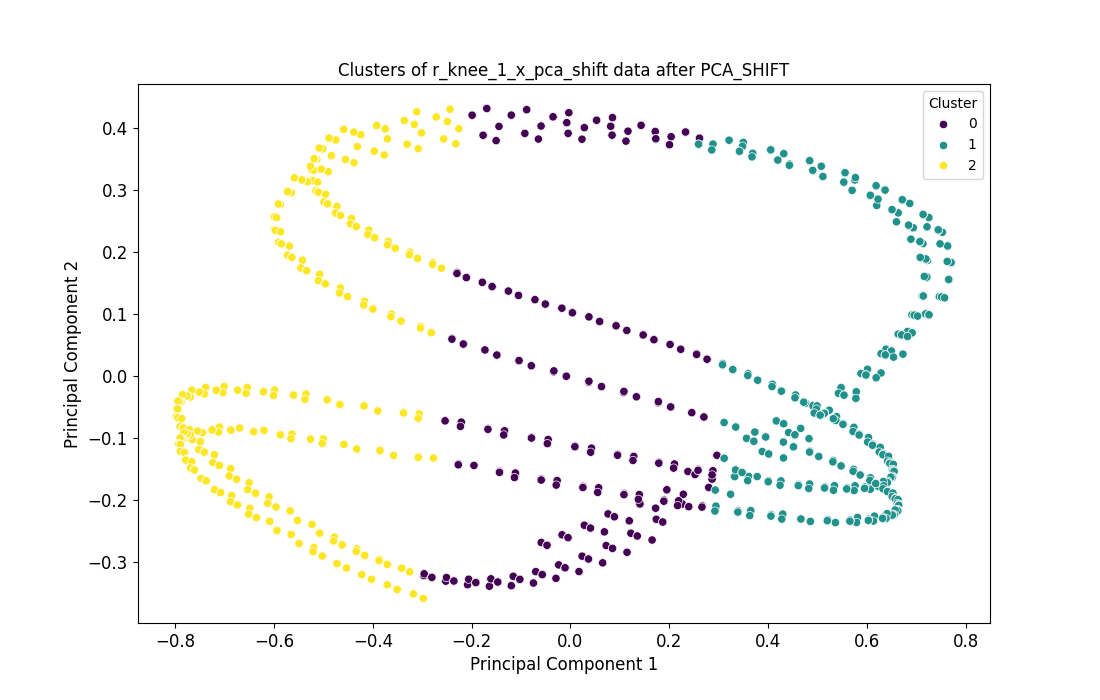 Clusters of r_knee_1_x_pca_shift data after PCA_SHIFT
Cluster
0
1
2
0.4
0.3
0.2
0.1
0.0
−0.1
−0.2
−0.3
Principal Component 2
−0.8 −0.6 −0.4 −0.2 0.0 0.2 0.4 0.6 0.8
Principal Component 1